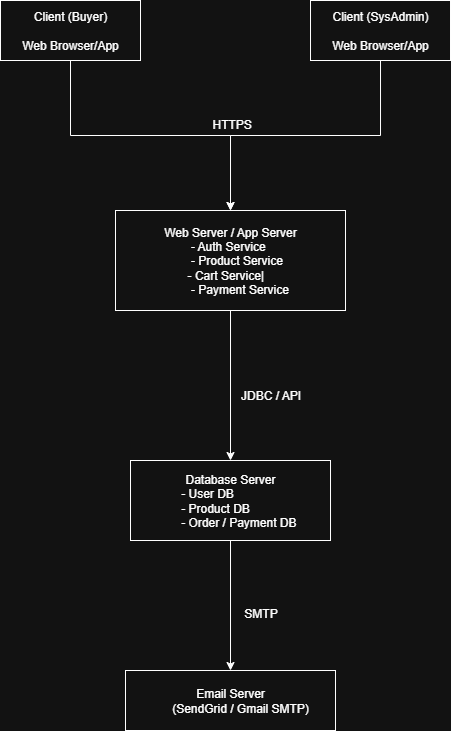 Client (Buyer)
Web Browser/App
Client (SysAdmin)
Web Browser/App
HTTPS
Web Server / App Server
- Auth Service
- Product Service
- Cart Service|
- Payment Service
JDBC / API
Database Server
- User DB
- Product DB
- Order / Payment DB
SMTP
Email Server
(SendGrid / Gmail SMTP)